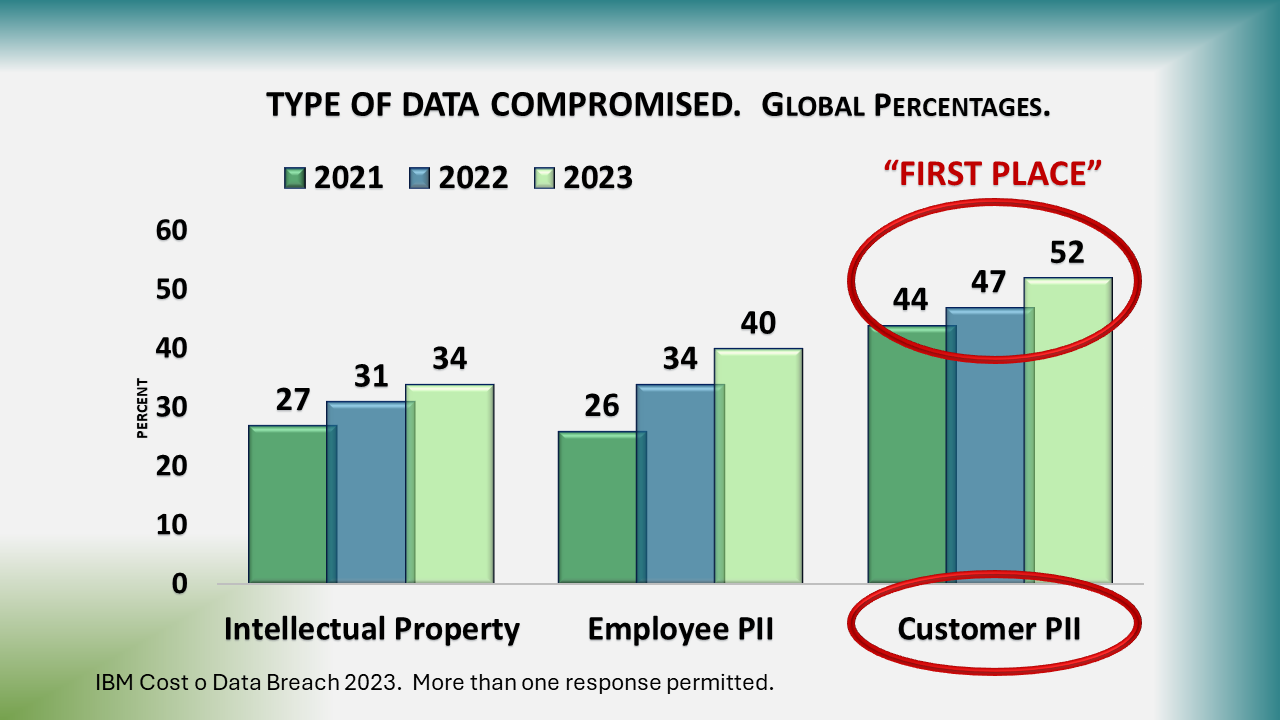 TYPE OF DATA COMPROMISED.  GLOBAL PERCENTAGES.
2021 2022 2023
“FIRST PLACE”
60
50
40
30
20
10
0
PERCENT
27 31 34
26 34 40
44 47 52
Intellectual Property
Employee PII
Customer PII
IBM Cost o Data Breach 2023.  More than one response permitted.